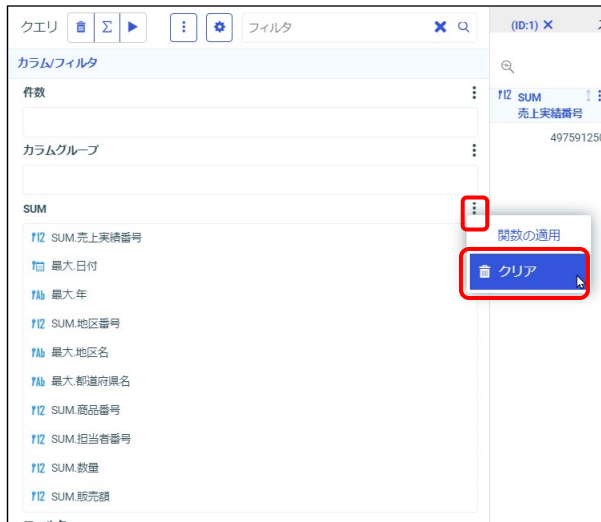 クエリ
フィルタ
(ID:1)
カラム/フィルタ
件数
SUM
売上実績番号
497591250
カラムグループ
SUM
関数の適用
クリア
SUM.売上実績番号
最大.日付
最大.年
SUM.地区番号
最大.地区名
最大.都道府県名
SUM.商品番号
SUM.担当者番号
SUM.数量
SUM.販売額